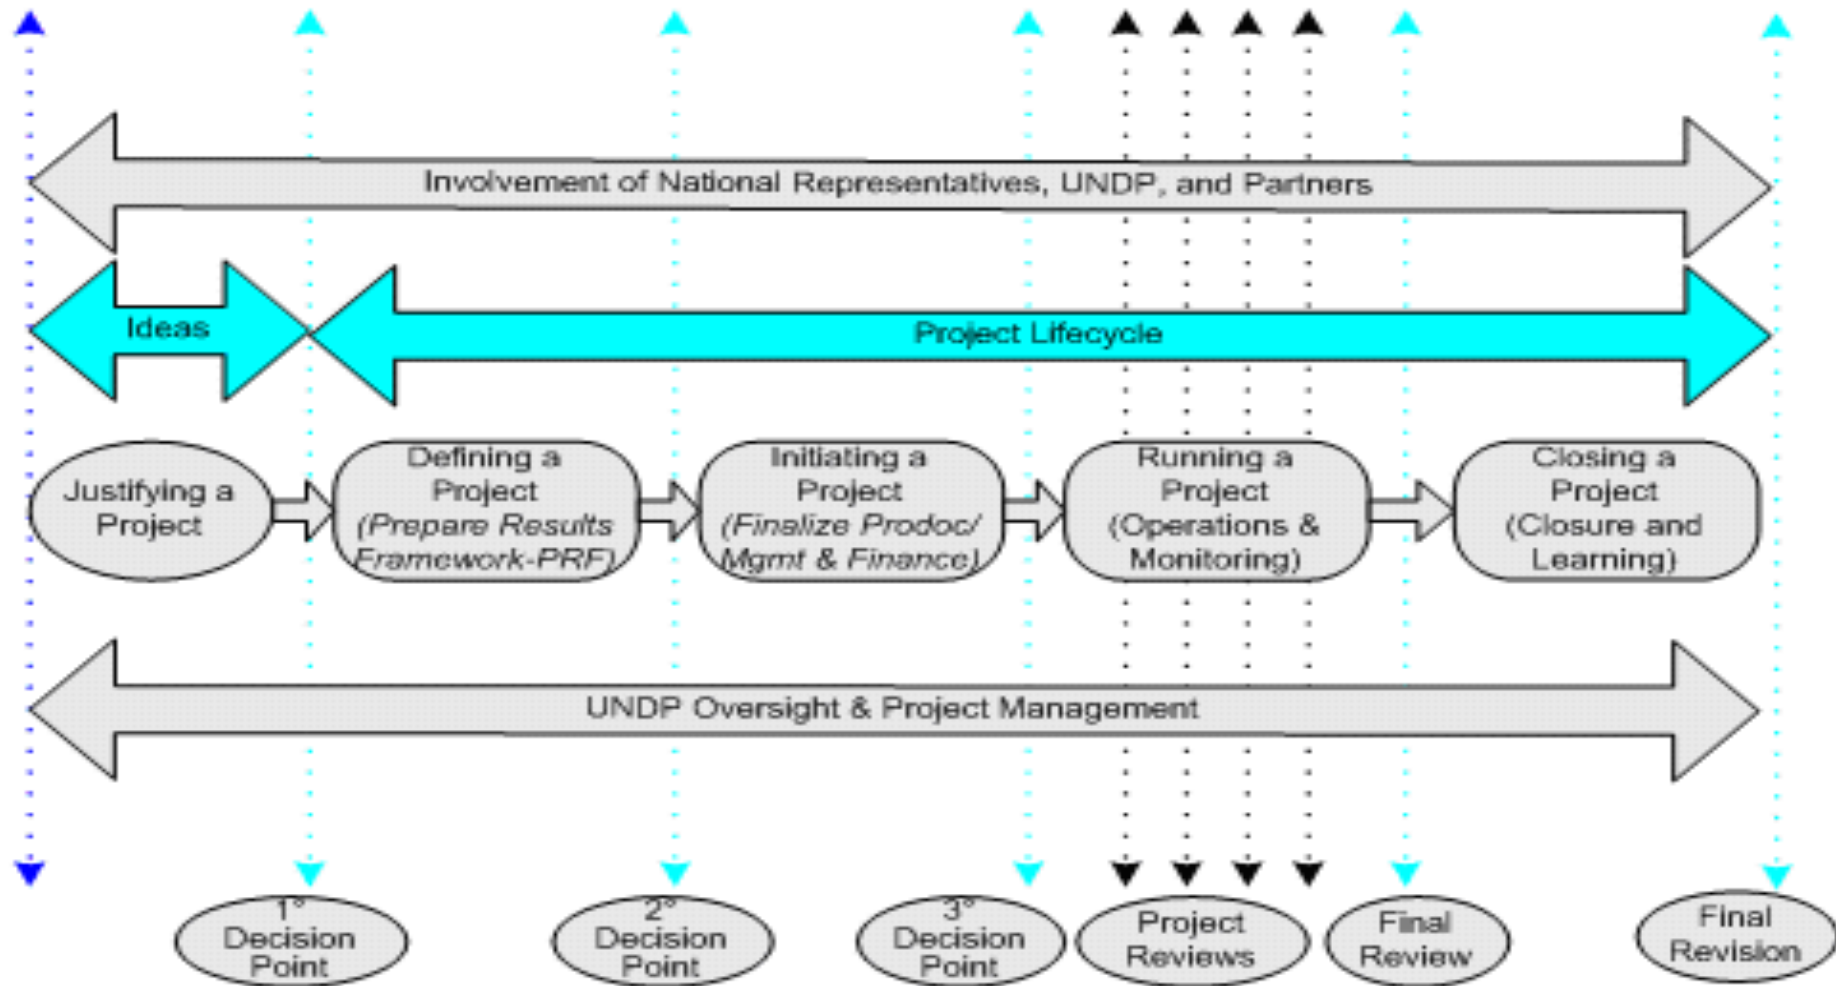 Involvement of National Representatives, UNDP, and Partners
Ideas
Project Lifecycle
Justifying a
Project
Defining a
Project
(Prepare Results
Framework-PRF)
Initiating a
Project
(Finalize Prodoc/
Mgmt & Finance)
Running a
Project
(Operations &
Monitoring)
Closing a
Project
(Closure and
Learning)
UNDP Oversight & Project Management
1°
Decision
Point
2°
Decision
Point
3°
Decision
Point
Project
Reviews
Final
Review
Final
Revision